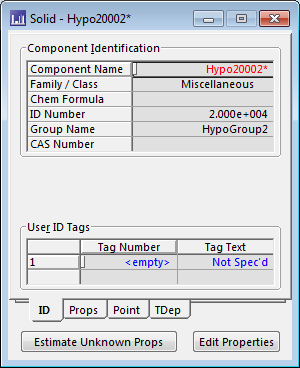 Solid - Hypo20002*
Component Identification
Component Name Hypo20002*
Family / Class Miscellaneous
Chem Formula
ID Number 2.000e+004
Group Name HypoGroup2
CAS Number
User ID Tags
Tag Number Tag Text
1 <empty> Not Spec'd
ID Props Point TDep
Estimate Unknown Props Edit Properties